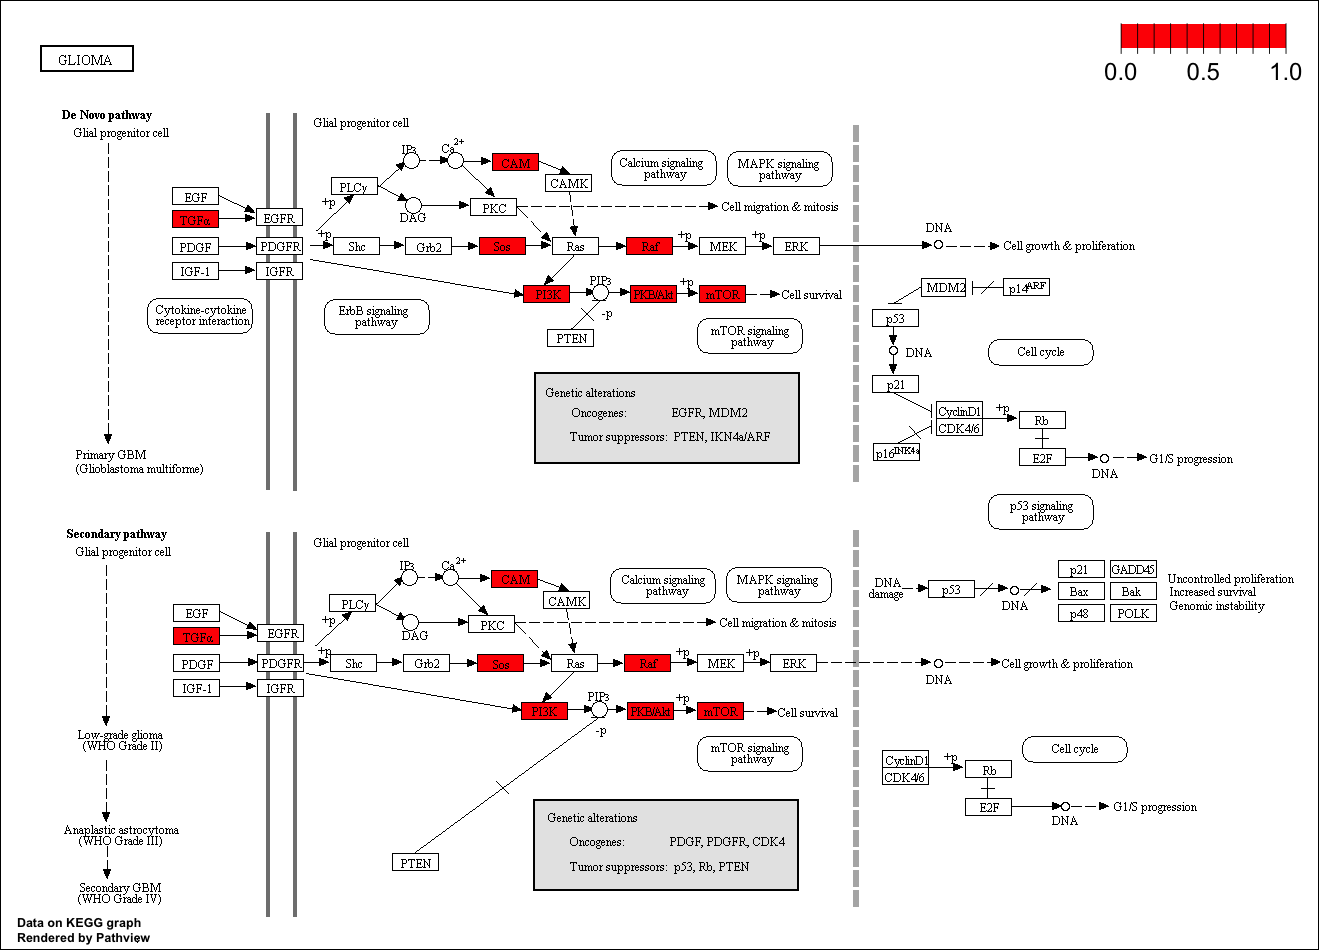 GLIOMA
0.0 0.5 1.0
De Novo pathway
Glial progenitor cell
Glial progenitor cell
IP3
Ca2+
CAM
CAMK
PLCγ
DAG
PKC
+p
+p
Calcium signaling
pathway
MAPK signaling
pathway
Cell migration & mitosis
EGF
TGFα
EGFR
PDGF
PDGFR
IGF-1
IGFR
Shc
Grb2
Sos
Ras
Raf
+p
MEK
+p
ERK
DNA
Cell growth & proliferation
PI3K
PIP3
-p
PTEN
PKB/Akt
+p
mTOR
Cell survival
Cytokine-cytokine
receptor interaction
ErbB signaling
pathway
mTOR signaling
pathway
MDM2
p14ARF
p53
DNA
p21
Cell cycle
CyclinD1
CDK4/6
+p
Rb
p16INK4a
E2F
DNA
G1/S progression
Genetic alterations
Oncogenes: EGFR, MDM2
Tumor suppressors: PTEN, IKN4a/ARF
Primary GBM
(Glioblastoma multiforme)
p53 signaling
pathway
Secondary pathway
Glial progenitor cell
Glial progenitor cell
IP3
Ca2+
CAM
CAMK
PLCγ
DAG
PKC
+p
+p
Calcium signaling
pathway
MAPK signaling
pathway
Cell migration & mitosis
DNA
damage
p53
DNA
p21
GADD45
Bax
Bak
p48
POLK
Uncontrolled proliferation
Increased survival
Genomic instability
EGF
TGFα
EGFR
PDGF
PDGFR
IGF-1
IGFR
Shc
Grb2
Sos
Ras
Raf
+p
MEK
+p
ERK
DNA
Cell growth & proliferation
PI3K
PIP3
-p
PKB/Akt
+p
mTOR
Cell survival
mTOR signaling
pathway
Low-grade glioma
(WHO Grade II)
CyclinD1
CDK4/6
+p
Rb
Cell cycle
E2F
DNA
G1/S progression
Genetic alterations
Oncogenes: PDGF, PDGFR, CDK4
Tumor suppressors: p53, Rb, PTEN
PTEN
Anaplastic astrocytoma
(WHO Grade III)
Secondary GBM
(WHO Grade IV)
Data on KEGG graph
Rendered by Pathview